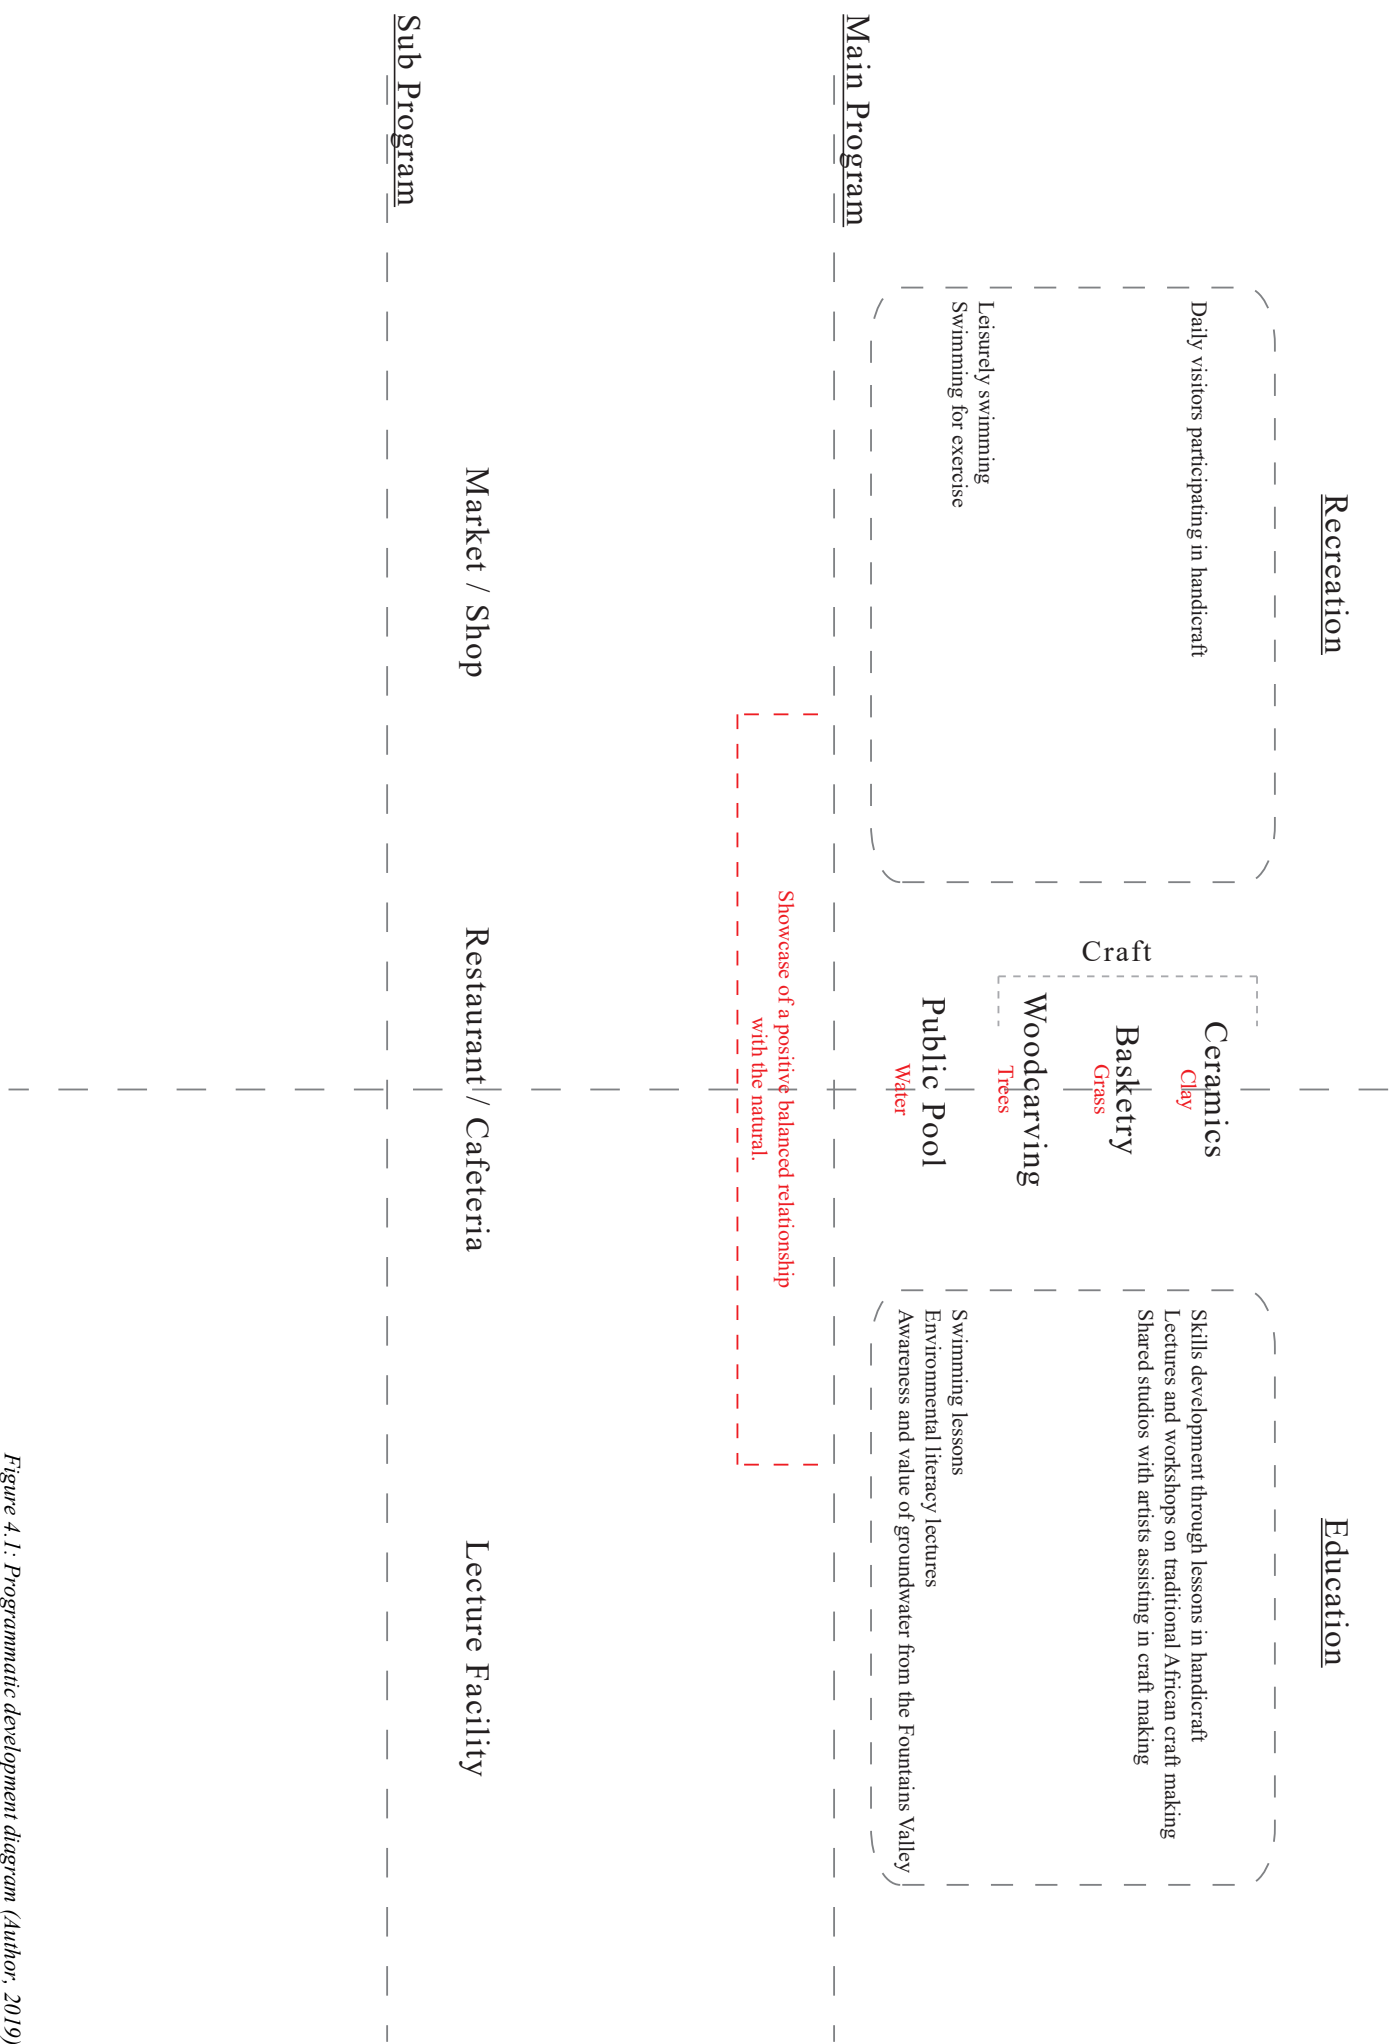 Recreation
Education
Daily visitors participating in handicraft
Leisurely swimming
Swimming for exercise
Craft
Ceramics
Clay
Basketry
Grass
Woodcarving
Trees
Public Pool
Water
Skills development through lessons in handicraft
Lectures and workshops on traditional African craft making
Shared studios with artists assisting in craft making
Swimming lessons
Environmental literacy lectures
Awareness and value of groundwater from the Fountains Valley
Main Program
Showcase of a positive balanced relationship
with the natural.
Market / Shop
Restaurant / Cafeteria
Lecture Facility
Sub Program
Figure 4.1: Programmatic development diagram (Author, 2019)